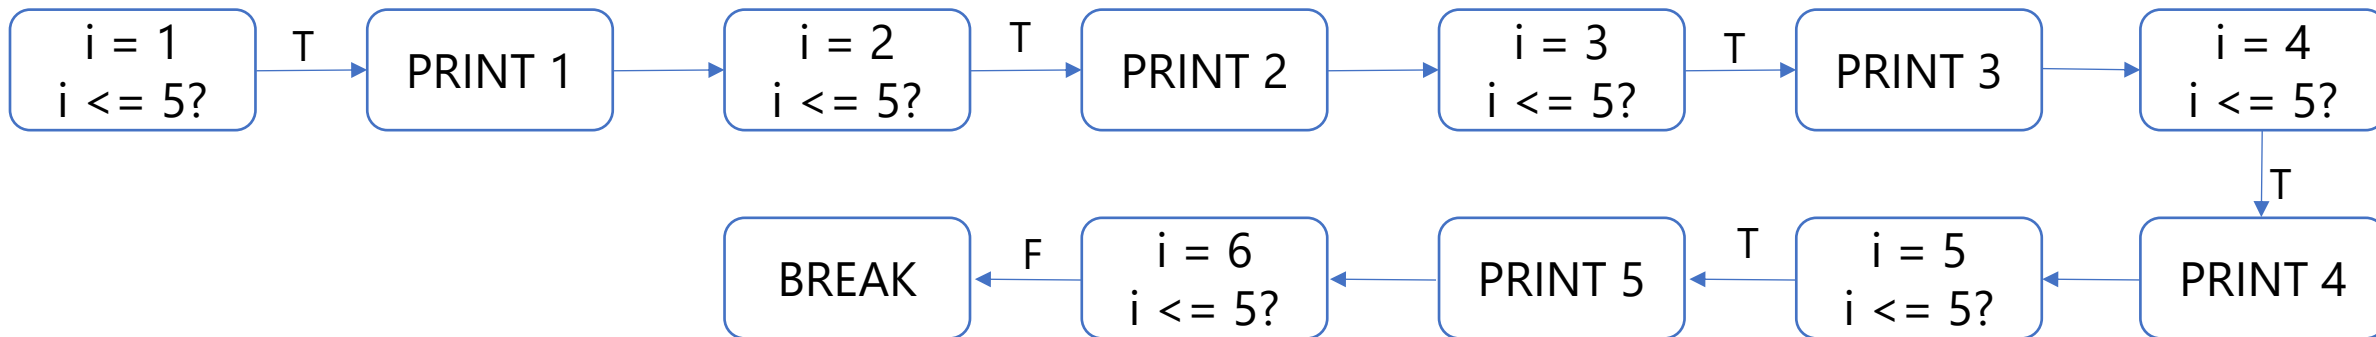 i = 1
i <= 5?
T
PRINT 1
i = 2
i <= 5?
T
PRINT 2
i = 3
i <= 5?
T
PRINT 3
i = 4
i <= 5?
T
PRINT 4
i = 5
i <= 5?
T
PRINT 5
i = 6
i <= 5?
F
BREAK